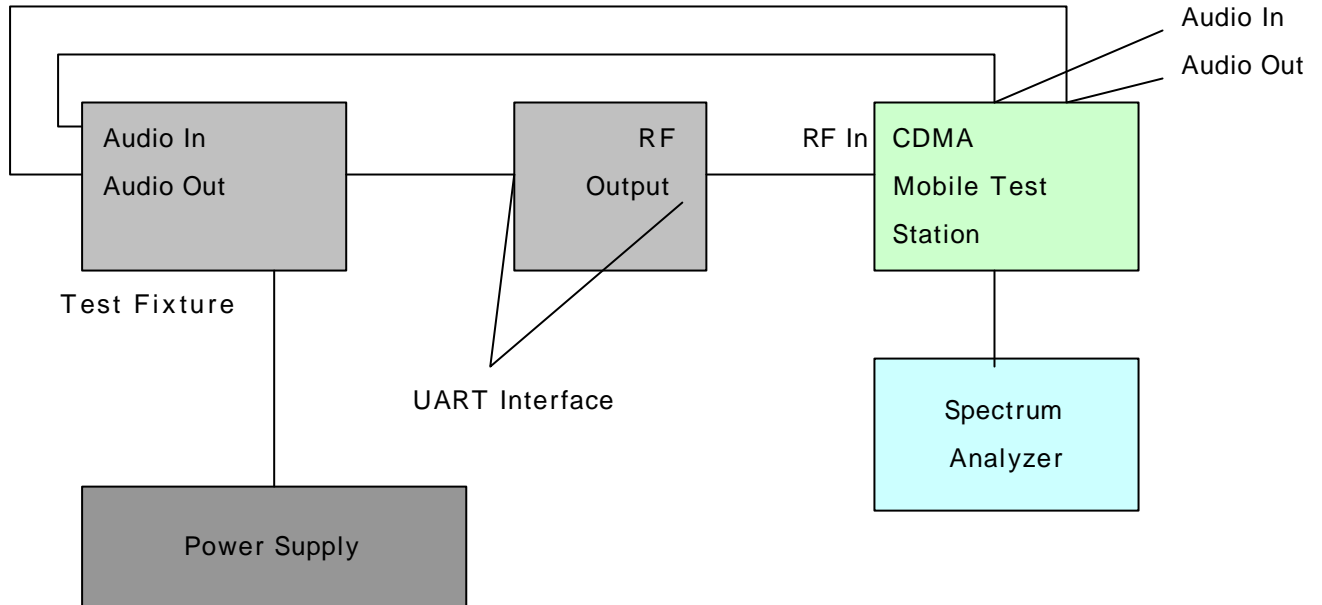 Audio In
Audio Out
Audio In
Audio Out
Test Fixture
RF
Output
UART Interface
RF In
CDMA
Mobile Test
Station
Spectrum
Analyzer
Power Supply